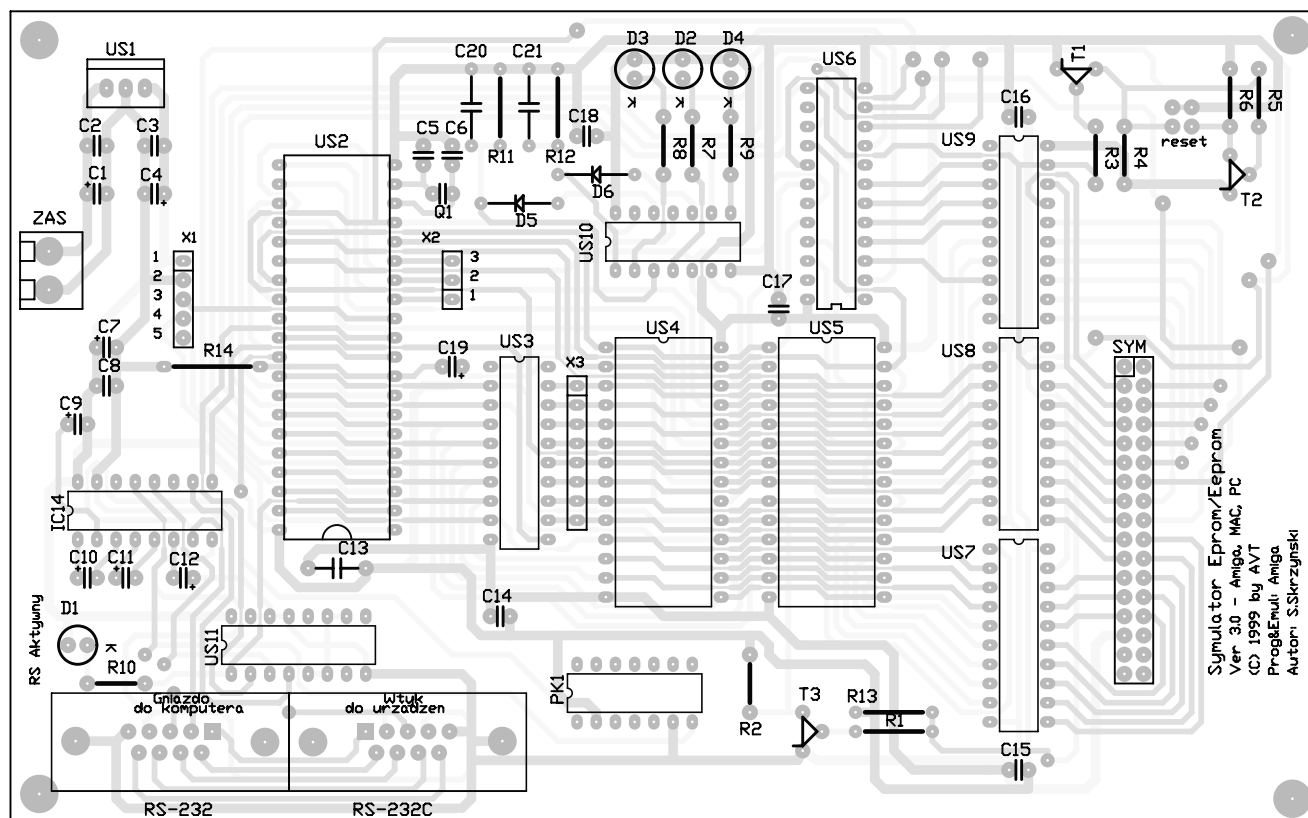 US1
C20
C21
D3
D2
D4
US6
T1
C2
C3
C5
C6
C18
C16
R6
R5
US2
R11
R12
R8
R7
R9
US9
reset
R3
R4
C1
C4
K
K
Q1
D6
D5
T2
ZAS
X1
X2
US10
1
2
3
4
5
3
2
1
C17
C7
C8
R14
C19
US3
X3
US4
US5
US8
SYM
C9
IC14
C10
C11
C12
C13
US7
C14
Symulator Eprom/Eeprom
Ver 3.0 - Amiga, MAC, PC
(C) 1999 by AVT
Prog&Emul: Amiga
Autor: S.Skrzynski
RS Aktywny
D1
K
R10
US11
PK1
R2
T3
R13
R1
C15
Gniazdo
do komputera
Wtyk
do urzadzen
RS-232
RS-232C